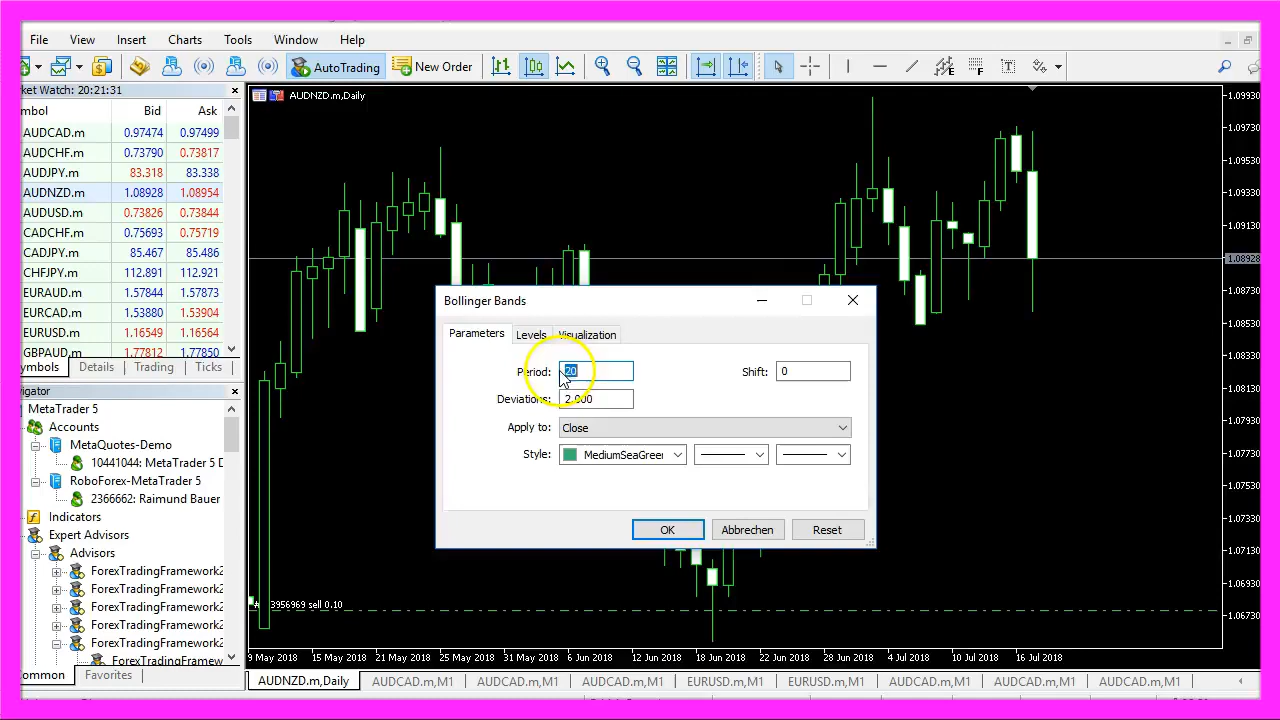 File View Insert Charts Tools Window Help
AutoTrading New Order E F T
rket Watch: 20:21:31
mbol Bid Ask
AUDCAD.m 0.97474 0.97499
AUDCHF.m 0.73790 0.73817
AUDJPY.m 83.318 83.338
AUDNZD.m 1.08928 1.08954
AUDUSD.m 0.73826 0.73844
CADCHF.m 0.75693 0.75719
CADJPY.m 85.467 85.486
CHFJPY.m 112.891 112.921
EURAUD.m 1.57844 1.57873
EURCAD.m 1.53880 1.53904
EURUSD.m 1.16549 1.16564
GBPAUD.m 1.77812 1.77850
ymbols Details Trading Ticks
vigator
MetaTrader 5
Accounts
MetaQuotes-Demo
10441044: MetaTrader 5 D
RoboForex-MetaTrader 5
2366662: Raimund Bauer
Indicators
Expert Advisors
Advisors
ForexTradingFramework2
ForexTradingFramework2
ForexTradingFramework2
ForexTradingFramework2
ForexTradingFramework2
ForexTradingFramew
ommon Favorites
AUDNZD.m,Daily
1.09930
1.09730
1.09530
1.09330
1.09130
1.08928
1.08730
1.08530
1.08330
1.08130
1.07930
1.07730
1.07530
1.07330
1.07130
1.06930
1.06730
3956969 sell 0.10
Bollinger Bands
Parameters Levels Visualization
Period: 20 Shift: 0
Deviations: 2.000
Apply to: Close
Style: MediumSeaGreen
OK Abbrechen Reset
9 May 2018 15 May 2018 21 May 2018 25 May 2018 31 May 2018 6 Jun 2018 12 Jun 2018 18 Jun 2018 22 Jun 2018 28 Jun 2018 4 Jul 2018 10 Jul 2018 16 Jul 2018
AUDNZD.m,Daily AUDCAD.m,M1 AUDCAD.m,M1 AUDCAD.m,M1 EURUSD.m,M1 EURUSD.m,M1 AUDCAD.m,M1 AUDCAD.m,M1 AUDCAD.m,M1